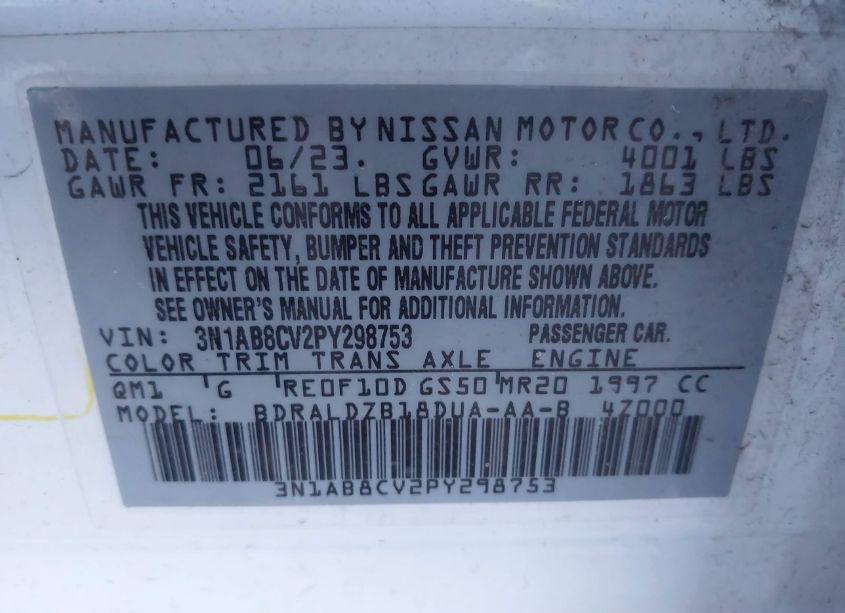 MANUFACTURED BY NISSAN MOTOR CO., LTD.
DATE: 06/23. GVWR: 4001 LBS
GAWR FR: 2161 LBS GAWR RR: 1863 LBS
THIS VEHICLE CONFORMS TO ALL APPLICABLE FEDERAL MOTOR
VEHICLE SAFETY, BUMPER AND THEFT PREVENTION STANDARDS
IN EFFECT ON THE DATE OF MANUFACTURE SHOWN ABOVE.
SEE OWNER'S MANUAL FOR ADDITIONAL INFORMATION.
VIN: 3N1AB8CV2PY298753 PASSENGER CAR.
COLOR TRIM TRANS AXLE ENGINE
QM1 G RE0F10D GS50 MR20 1997 CC
MODEL: BDRALDZB18DUA-AA-B 4Z000
3N1AB8CV2PY298753